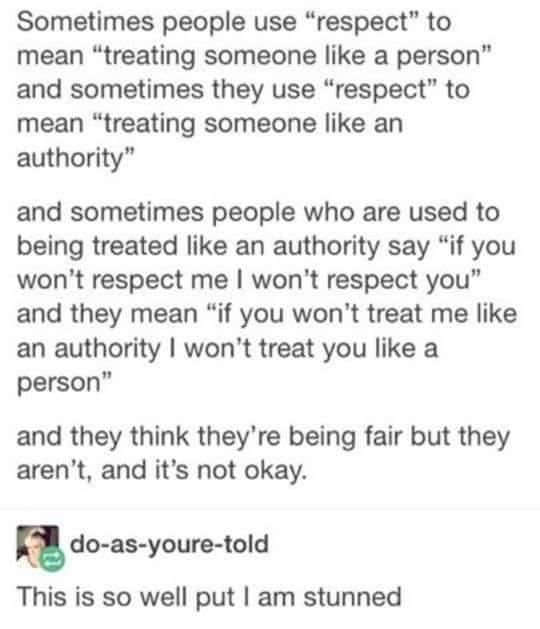 Sometimes people use “respect” to
mean “treating someone like a person”
and sometimes they use “respect” to
mean “treating someone like an
authority”
and sometimes people who are used to
being treated like an authority say “if you
won’t respect me I won’t respect you”
and they mean “if you won’t treat me like
an authority I won’t treat you like a
person”
and they think they’re being fair but they
aren’t, and it’s not okay.
do-as-youre-told
This is so well put I am stunned